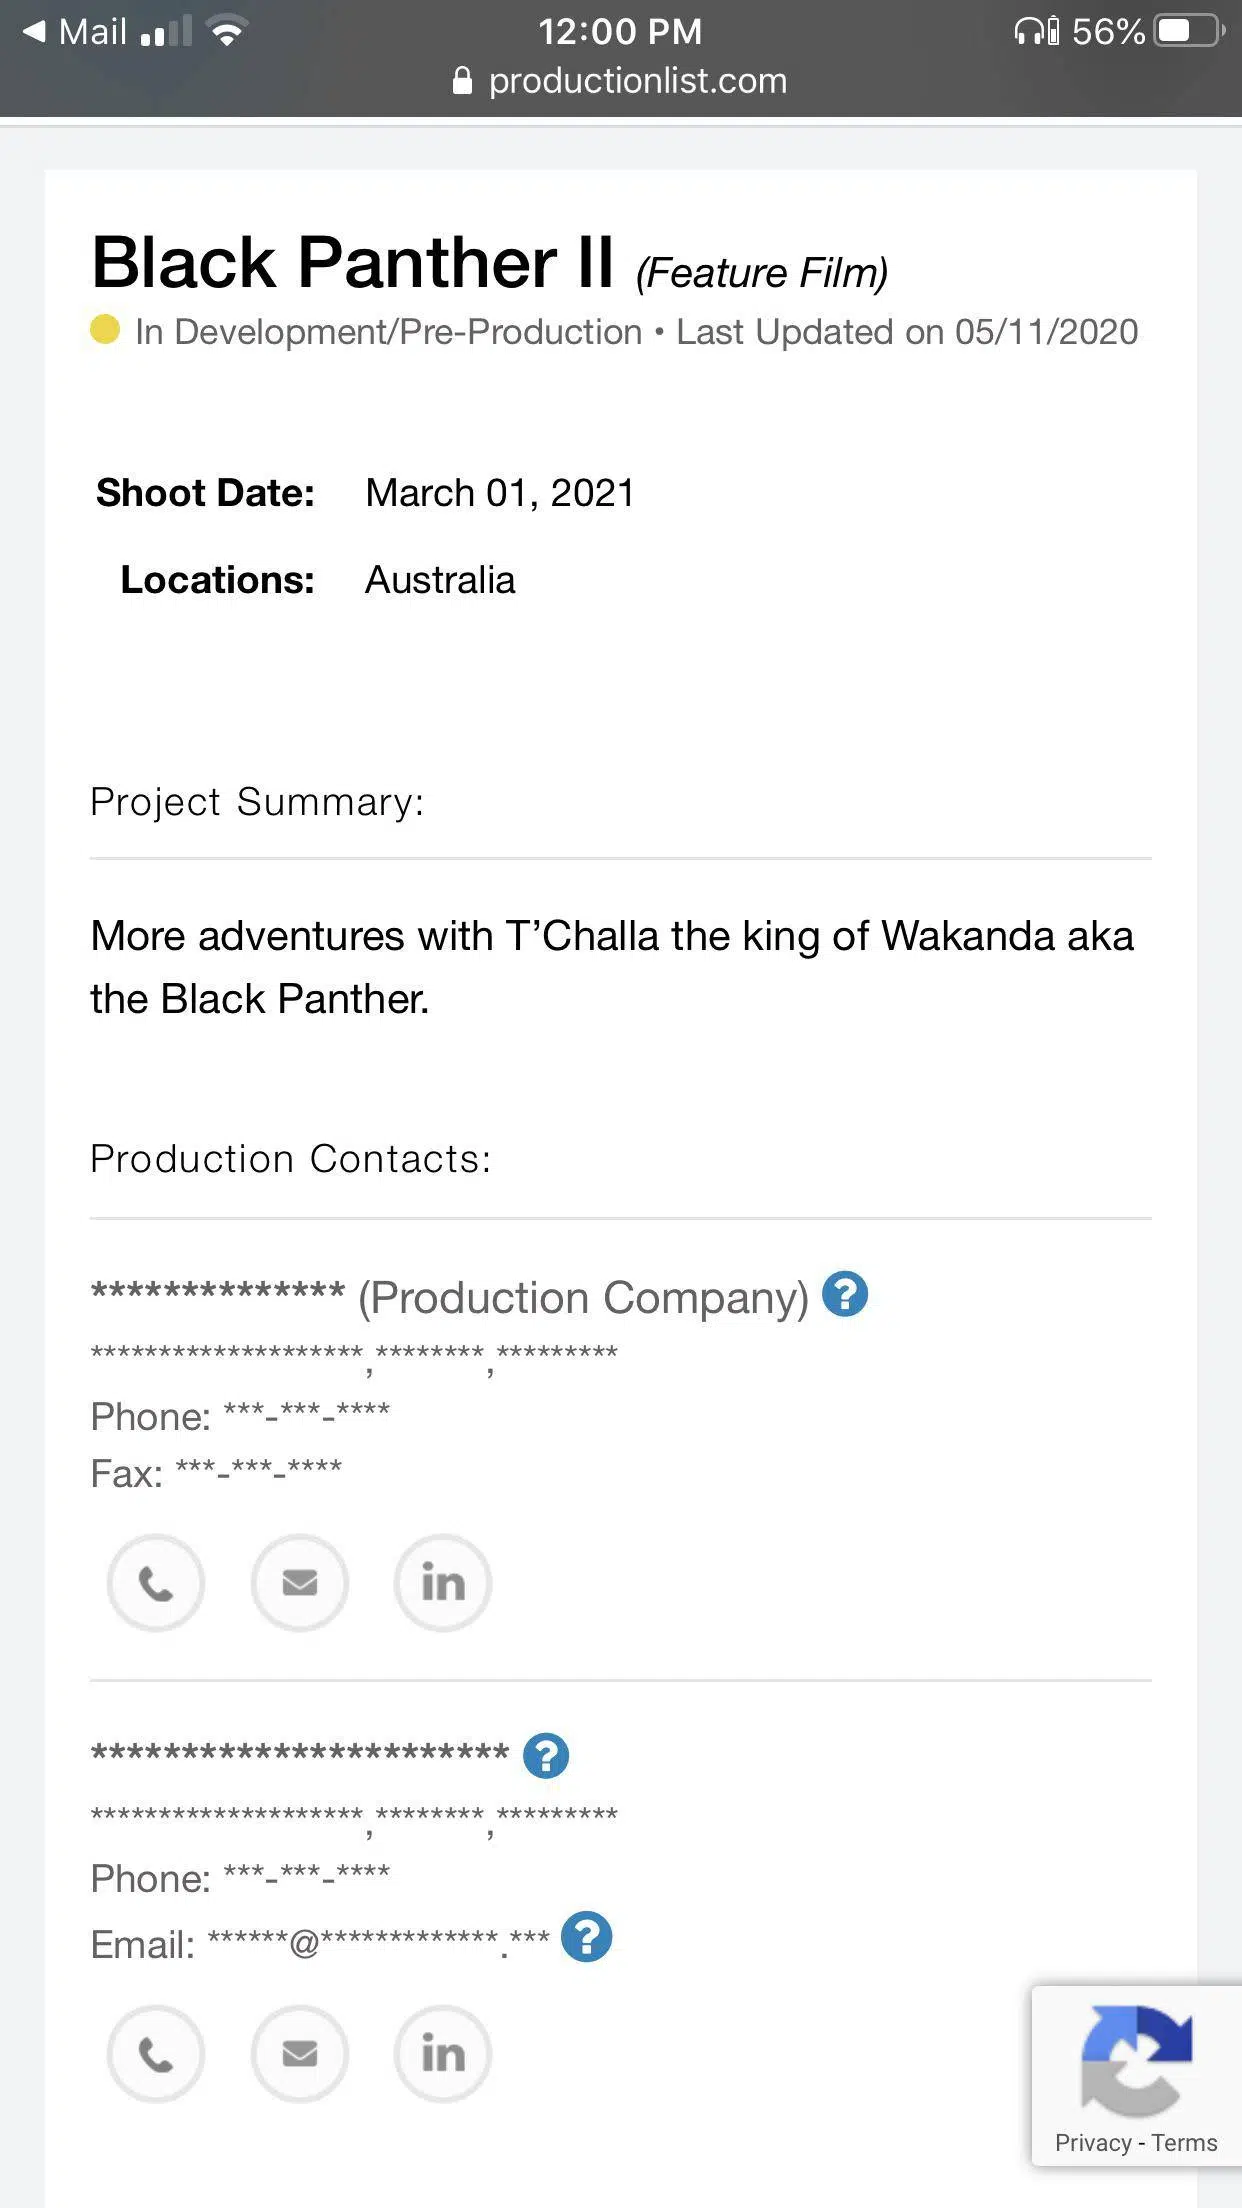 Mail 12:00 PM 56%
productionlist.com
Black Panther II (Feature Film)
In Development/Pre-Production • Last Updated on 05/11/2020
Shoot Date: March 01, 2021
Locations: Australia
Project Summary:
More adventures with T’Challa the king of Wakanda aka
the Black Panther.
Production Contacts:
************** (Production Company) ?
********************,********,*********
Phone: ***-***-****
Fax: ***-***-****
in
*********************** ?
********************,********,*********
Phone: ***-***-****
Email: ******@*************.*** ?
in
Privacy - Terms